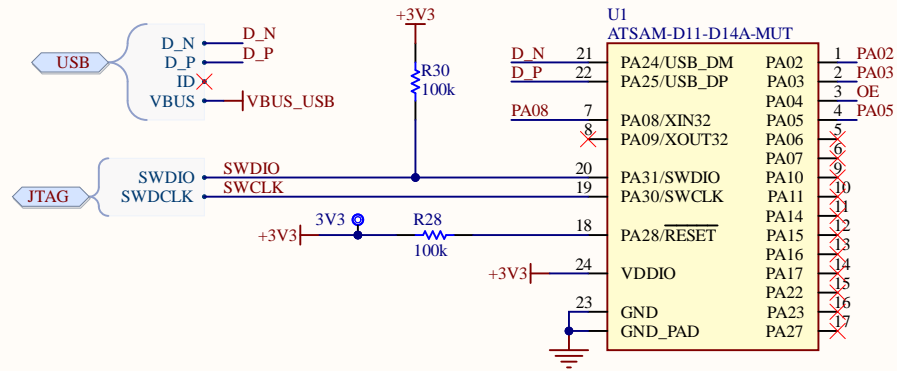 U1
ATSAM-D11-D14A-MUT
USB
D_N
D_N
D_P
D_P
ID
VBUS
VBUS_USB
+3V3
R30
100k
JTAG
SWDIO
SWDIO
SWDCLK
SWCLK
+3V3
3V3
R28
100k
+3V3
D_N
21
PA24/USB_DM
D_P
22
PA25/USB_DP
PA08
7
PA08/XIN32
8
PA09/XOUT32
20
PA31/SWDIO
19
PA30/SWCLK
18
PA28/RESET
24
VDDIO
23
GND
GND_PAD
PA02
1
PA02
PA03
2
PA03
PA04
3
OE
PA05
4
PA05
PA06
5
PA07
6
PA10
9
PA11
10
PA14
11
PA15
12
PA16
13
PA17
14
PA22
15
PA23
16
PA27
17